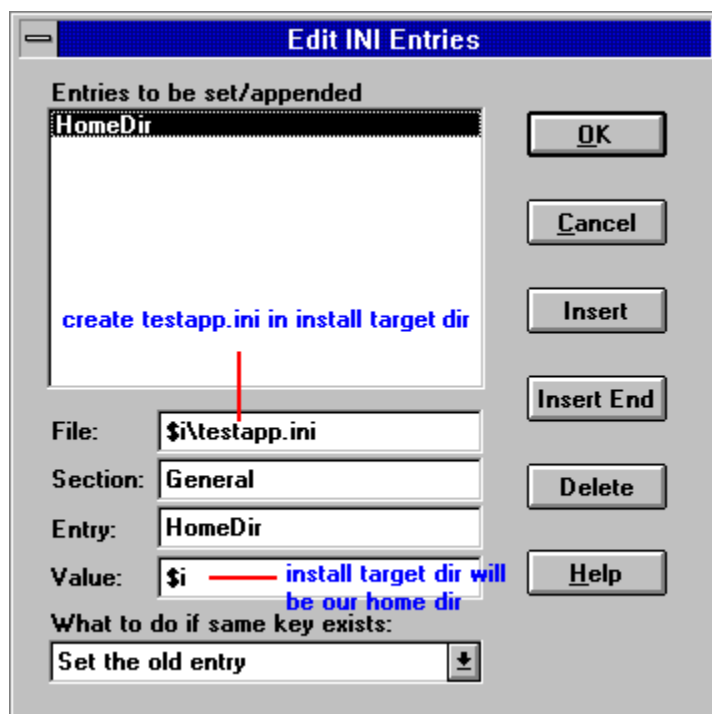 Edit INI Entries
Entries to be set/appended
HomeDir
OK
Cancel
create testapp.ini in install target dir
Insert
Insert End
File: $i\testapp.ini
Section: General
Delete
Entry: HomeDir
Value: $i
install target dir will
be our home dir
Help
What to do if same key exists:
Set the old entry